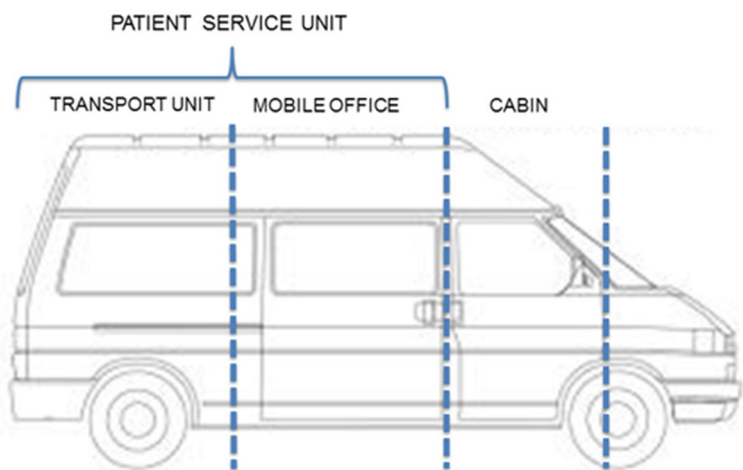 PATIENT SERVICE UNIT
TRANSPORT UNIT MOBILE OFFICE CABIN